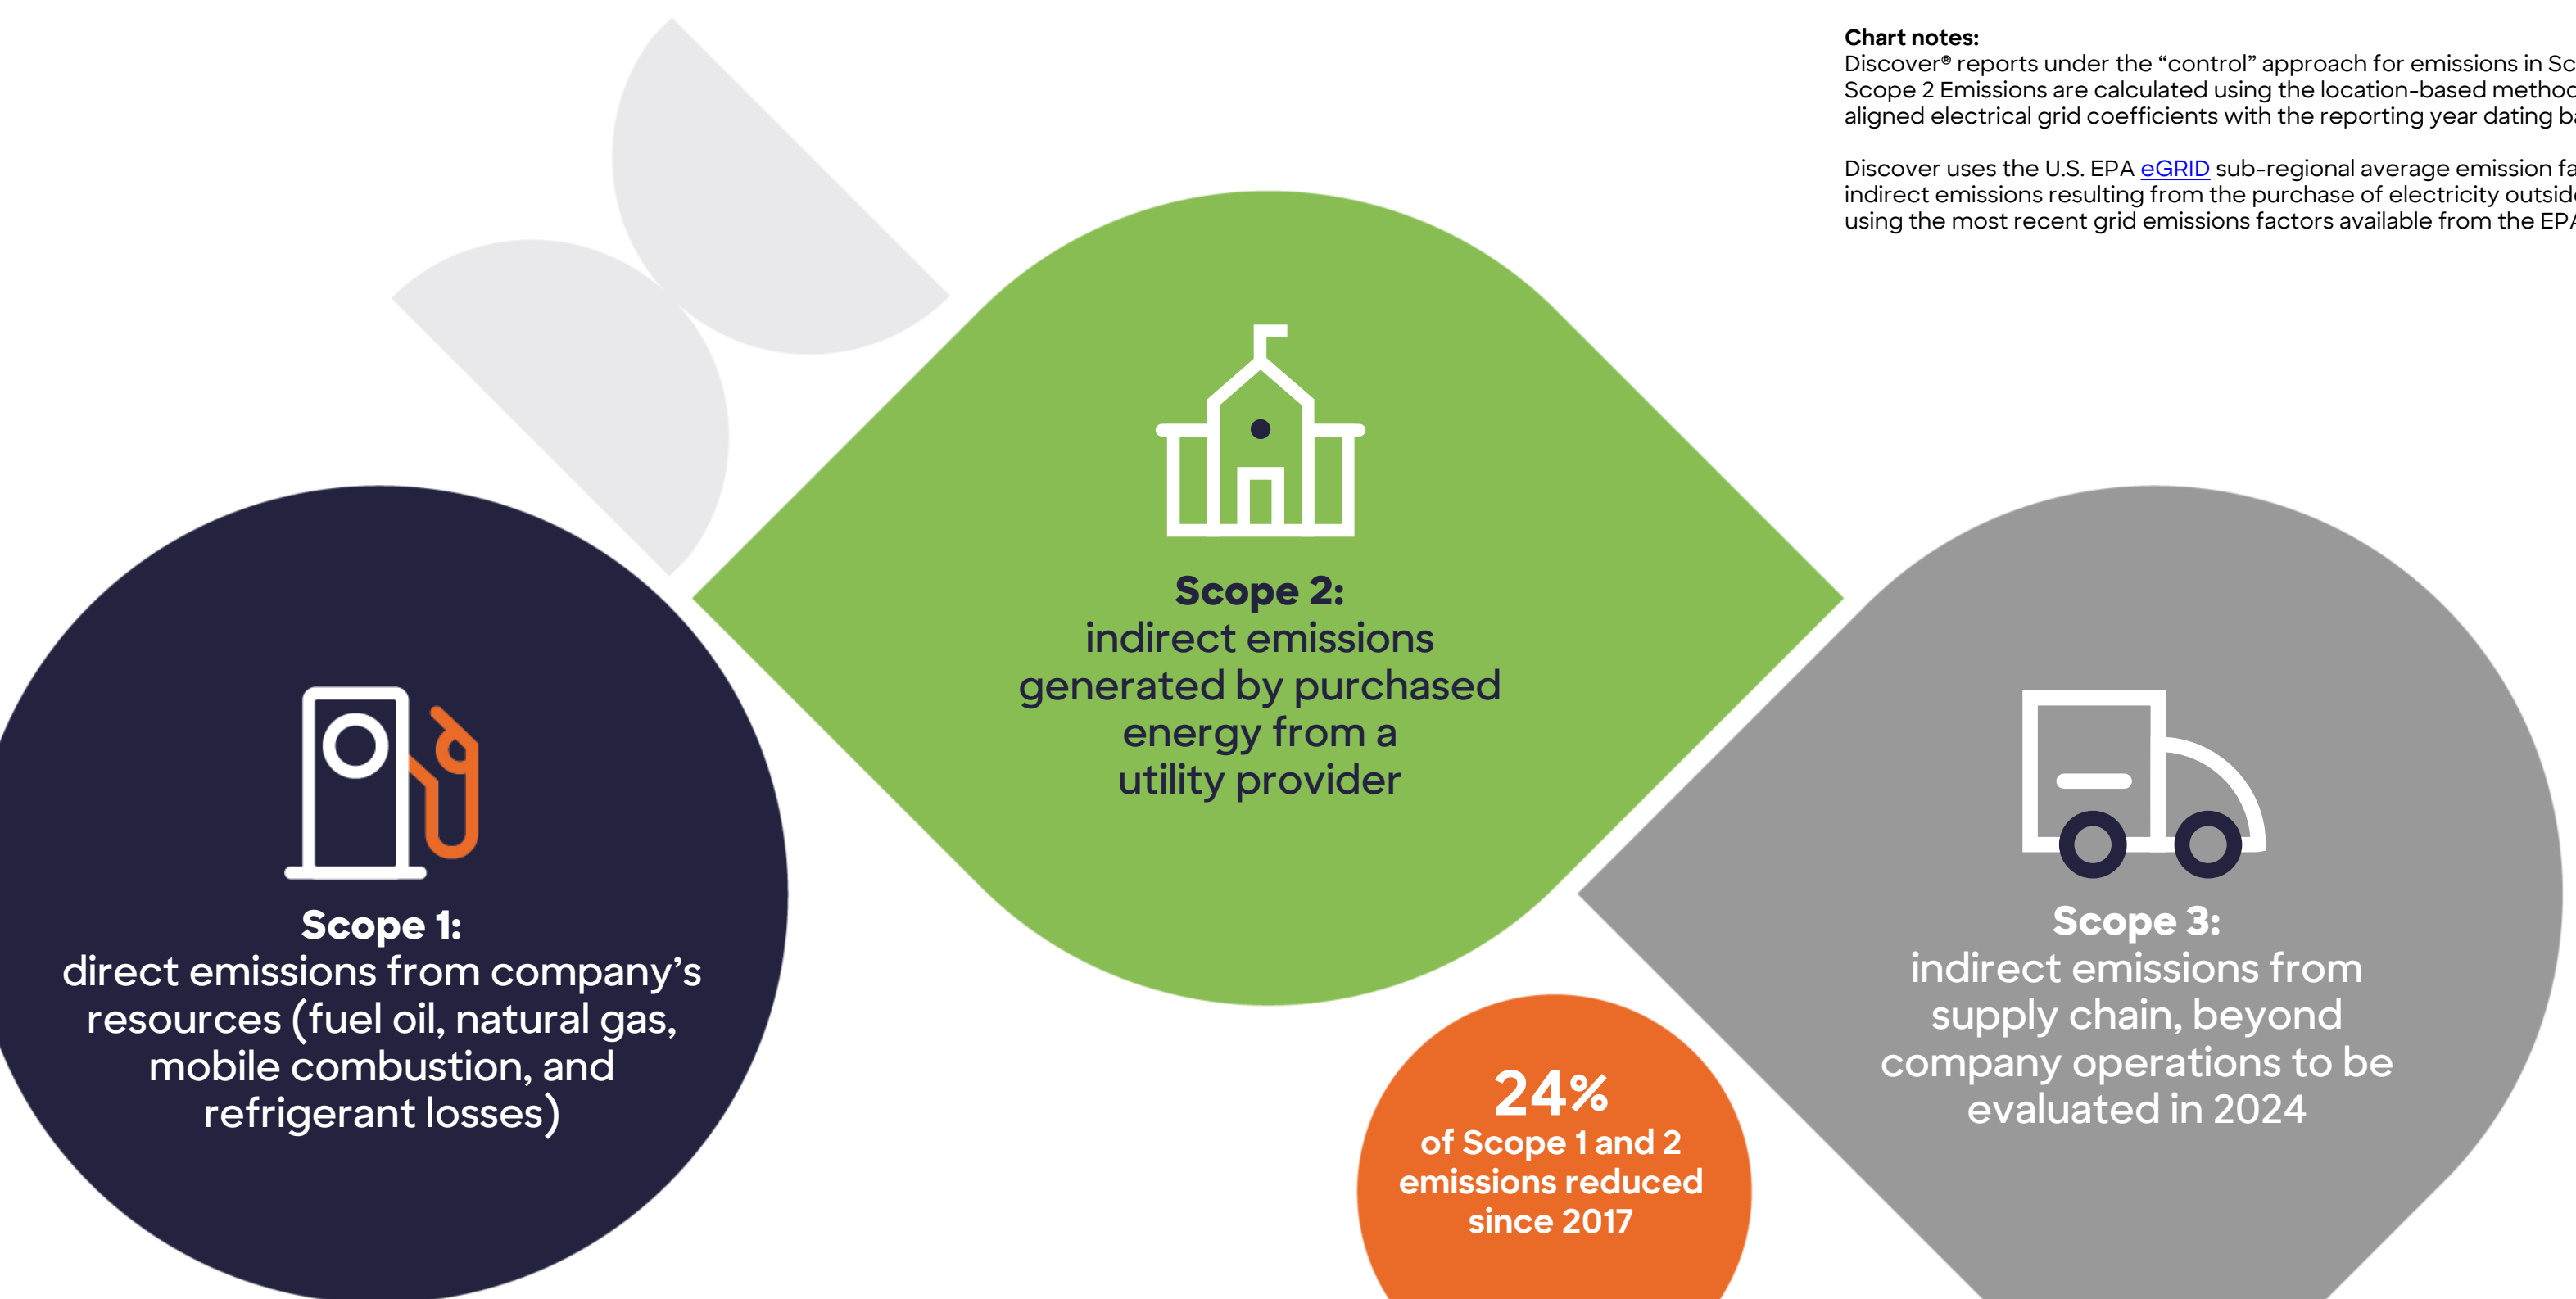 Chart notes:
Discover® reports under the “control” approach for emissions in
Scope 2 Emissions are calculated using the location-based
aligned electrical grid coefficients with the reporting year dating
Discover uses the U.S. EPA eGRID sub-regional average emission
indirect emissions resulting from the purchase of electricity
using the most recent grid emissions factors available from the
Scope 2:
indirect emissions
generated by purchased
energy from a
utility provider
Scope 1:
direct emissions from company’s
resources (fuel oil, natural gas,
mobile combustion, and
refrigerant losses)
Scope 3:
indirect emissions from
supply chain, beyond
company operations to be
evaluated in 2024
24%
of Scope 1 and 2
emissions reduced
since 2017